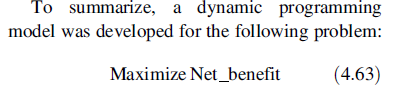 To summarize, a dynamic programming
model was developed for the following problem:
Maximize Net_benefit (4.63)